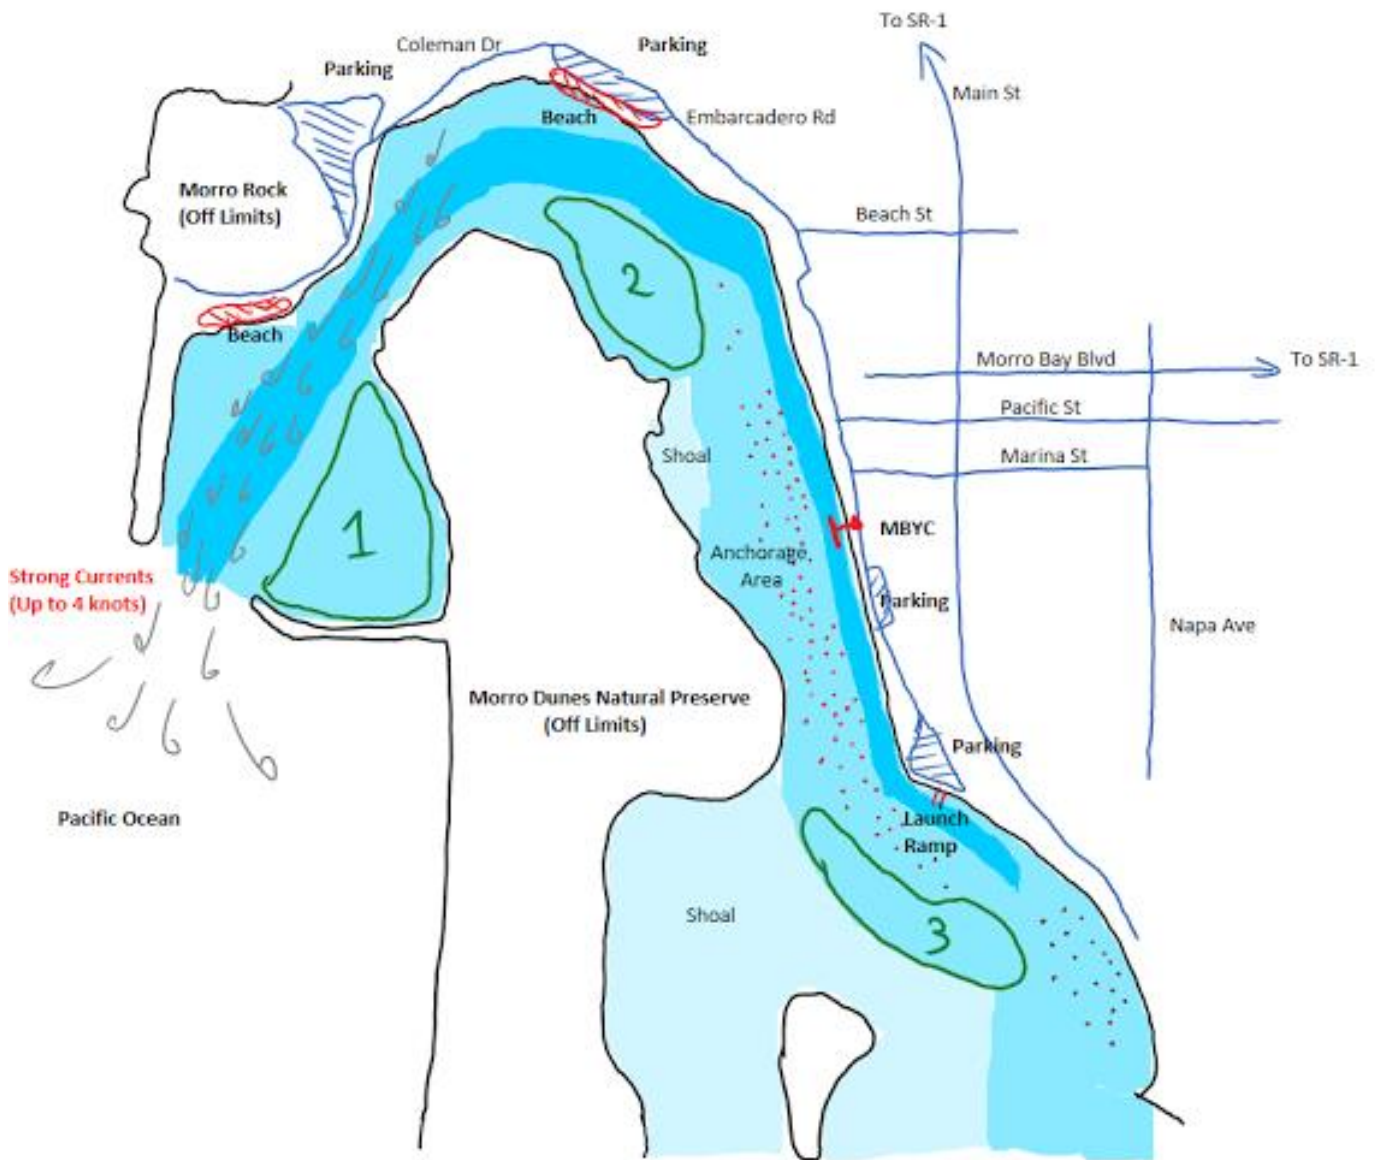 To SR-1
Coleman Dr
Parking
Parking
Main St
Beach
Embarcadero Rd
Morro Rock
(Off Limits)
Beach St
2
Beach
Morro Bay Blvd
To SR-1
Pacific St
Shoal
Marina St
1
MBYC
Anchorage
Area
Strong Currents
(Up to 4 knots)
Parking
Napa Ave
Morro Dunes Natural Preserve
(Off Limits)
Parking
Pacific Ocean
Launch
Ramp
Shoal
3